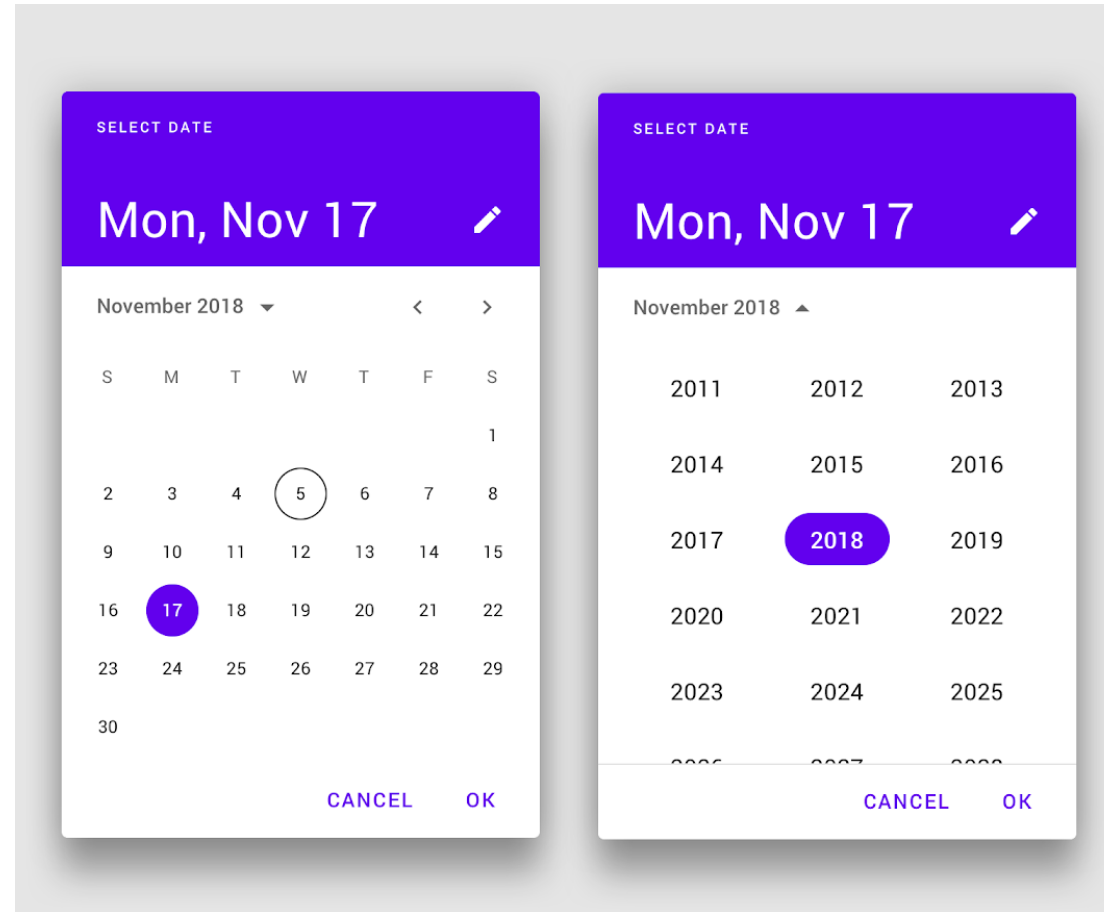 SELECT DATE
Mon, Nov 17
November 2018
S M T W T F S
1
2 3 4 5 6 7 8
9 10 11 12 13 14 15
16 17 18 19 20 21 22
23 24 25 26 27 28 29
30
CANCEL OK
SELECT DATE
Mon, Nov 17
November 2018
2011 2012 2013
2014 2015 2016
2017 2018 2019
2020 2021 2022
2023 2024 2025
CANCEL OK